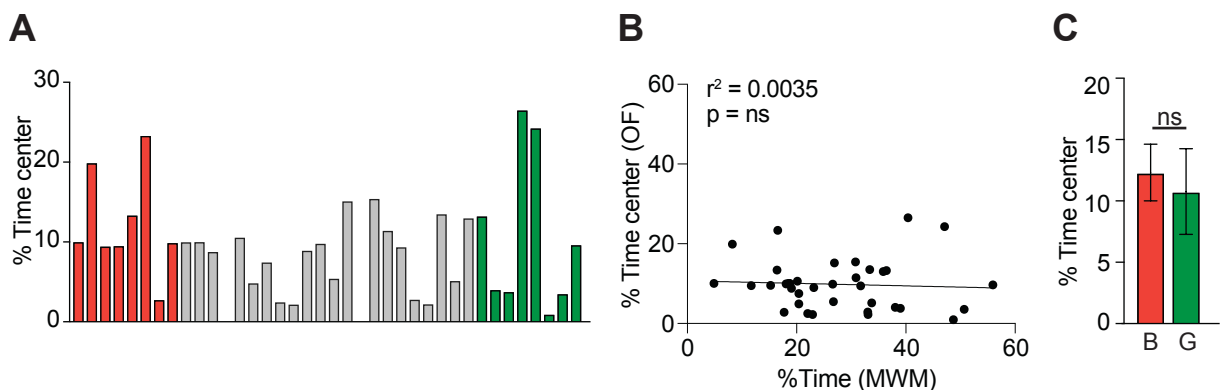 A
B
C
% Time center
30
20
10
0
% Time center (OF)
60
40
20
0
r² = 0.0035
p = ns
0
20
40
60
%Time (MWM)
% Time center
20
15
10
5
0
ns
B
G